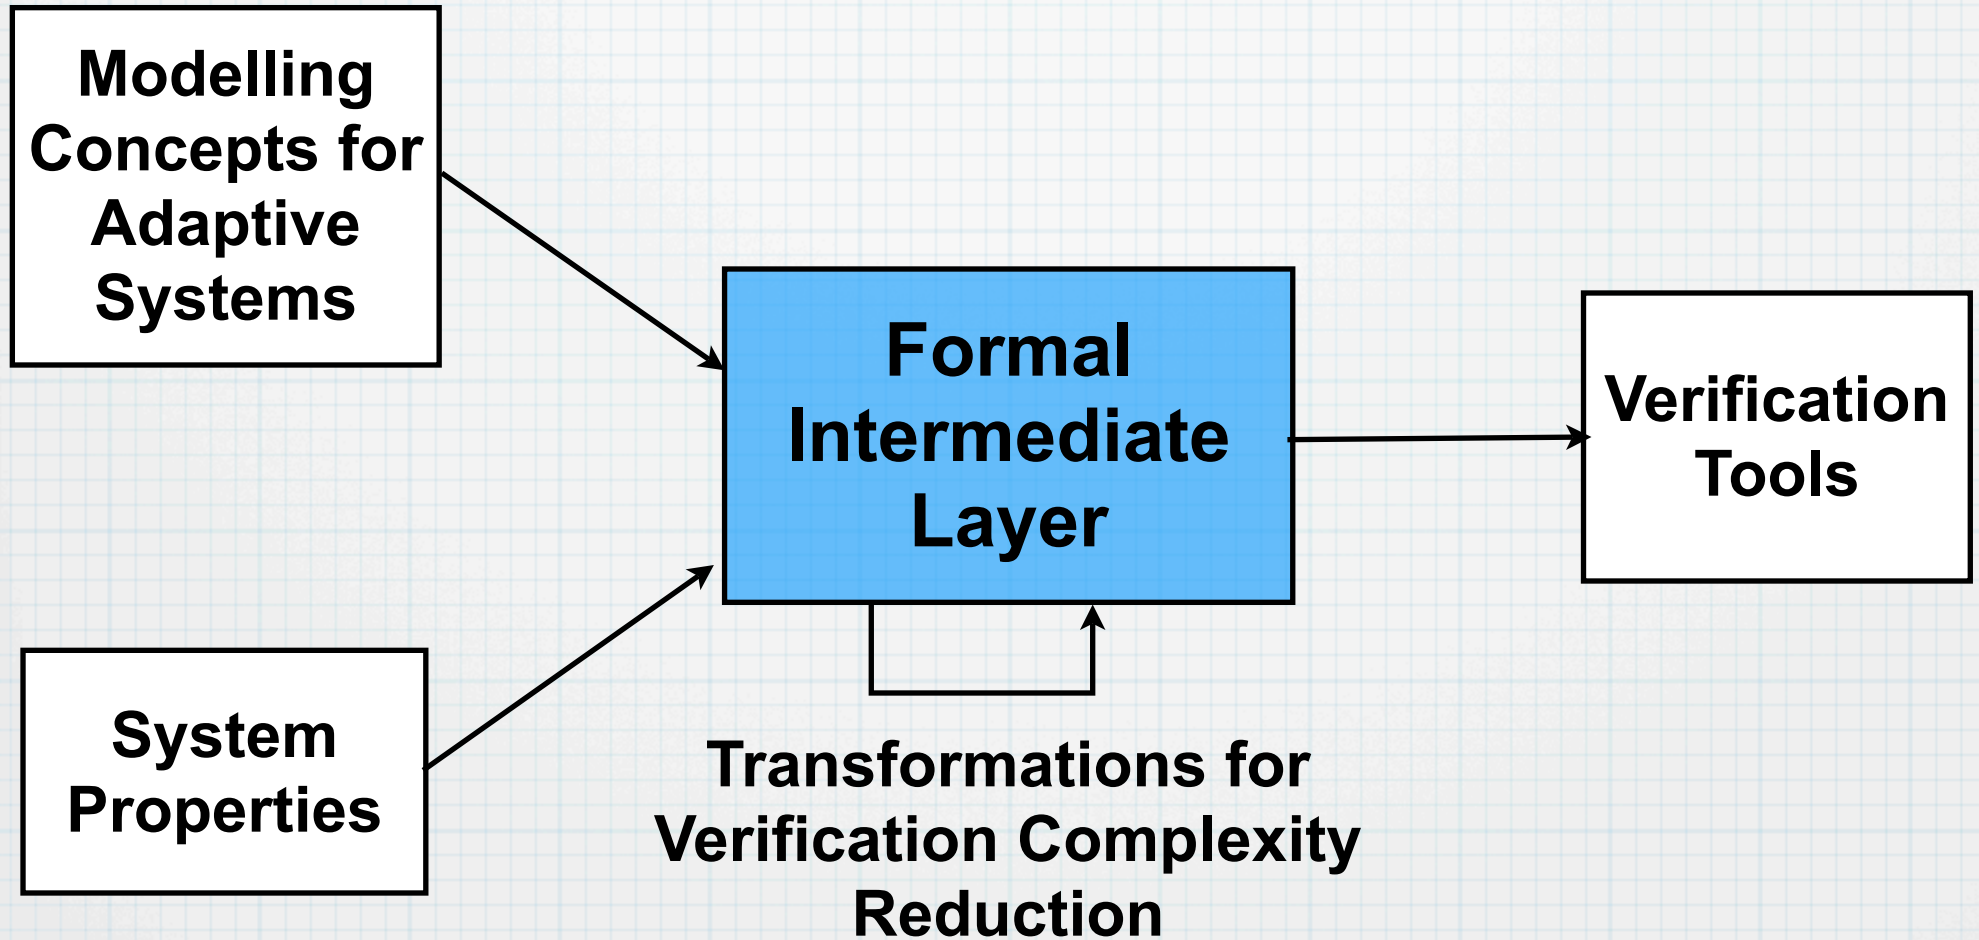 Modelling
Concepts for
Adaptive
Systems
Formal
Intermediate
Layer
Verification
Tools
System
Properties
Transformations for
Verification Complexity
Reduction